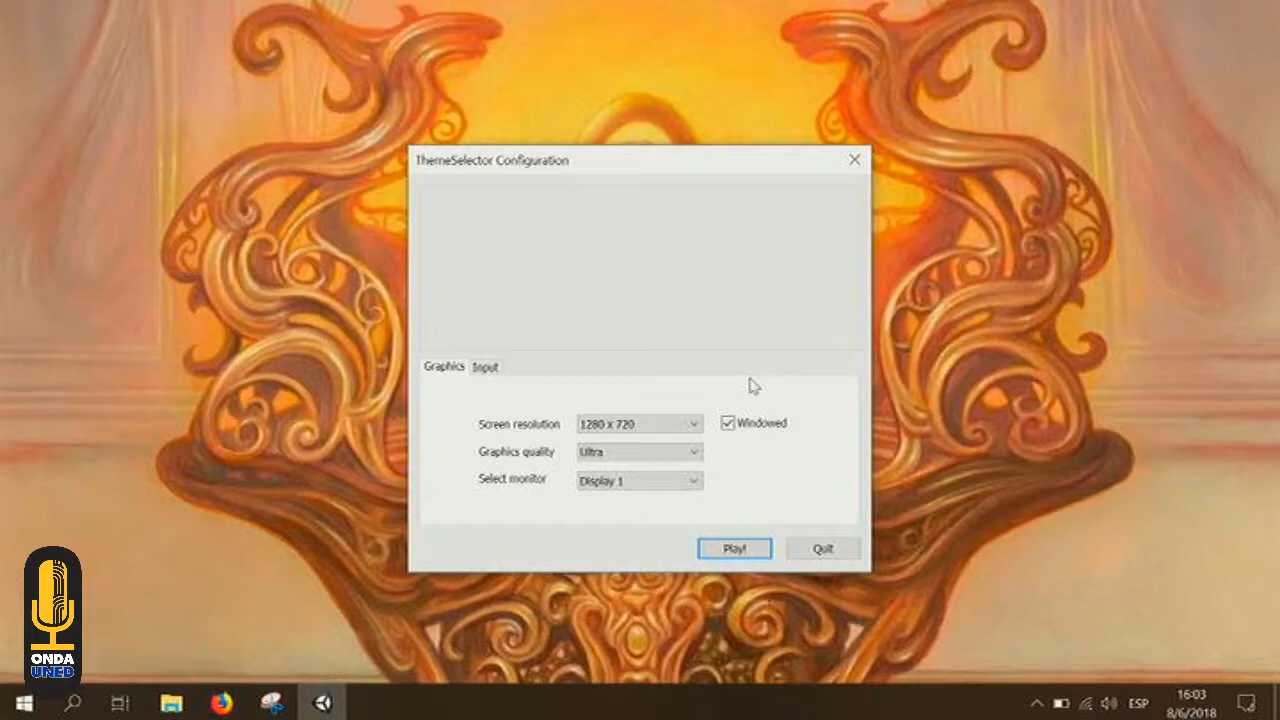 ThemeSelector Configuration
Graphics
Input
Screen resolution
1280 x 720
Windowed
Graphics quality
Ultra
Select monitor
Display 1
Play!
Quit
ONDA
UNED
ESP
16:03
8/6/2018